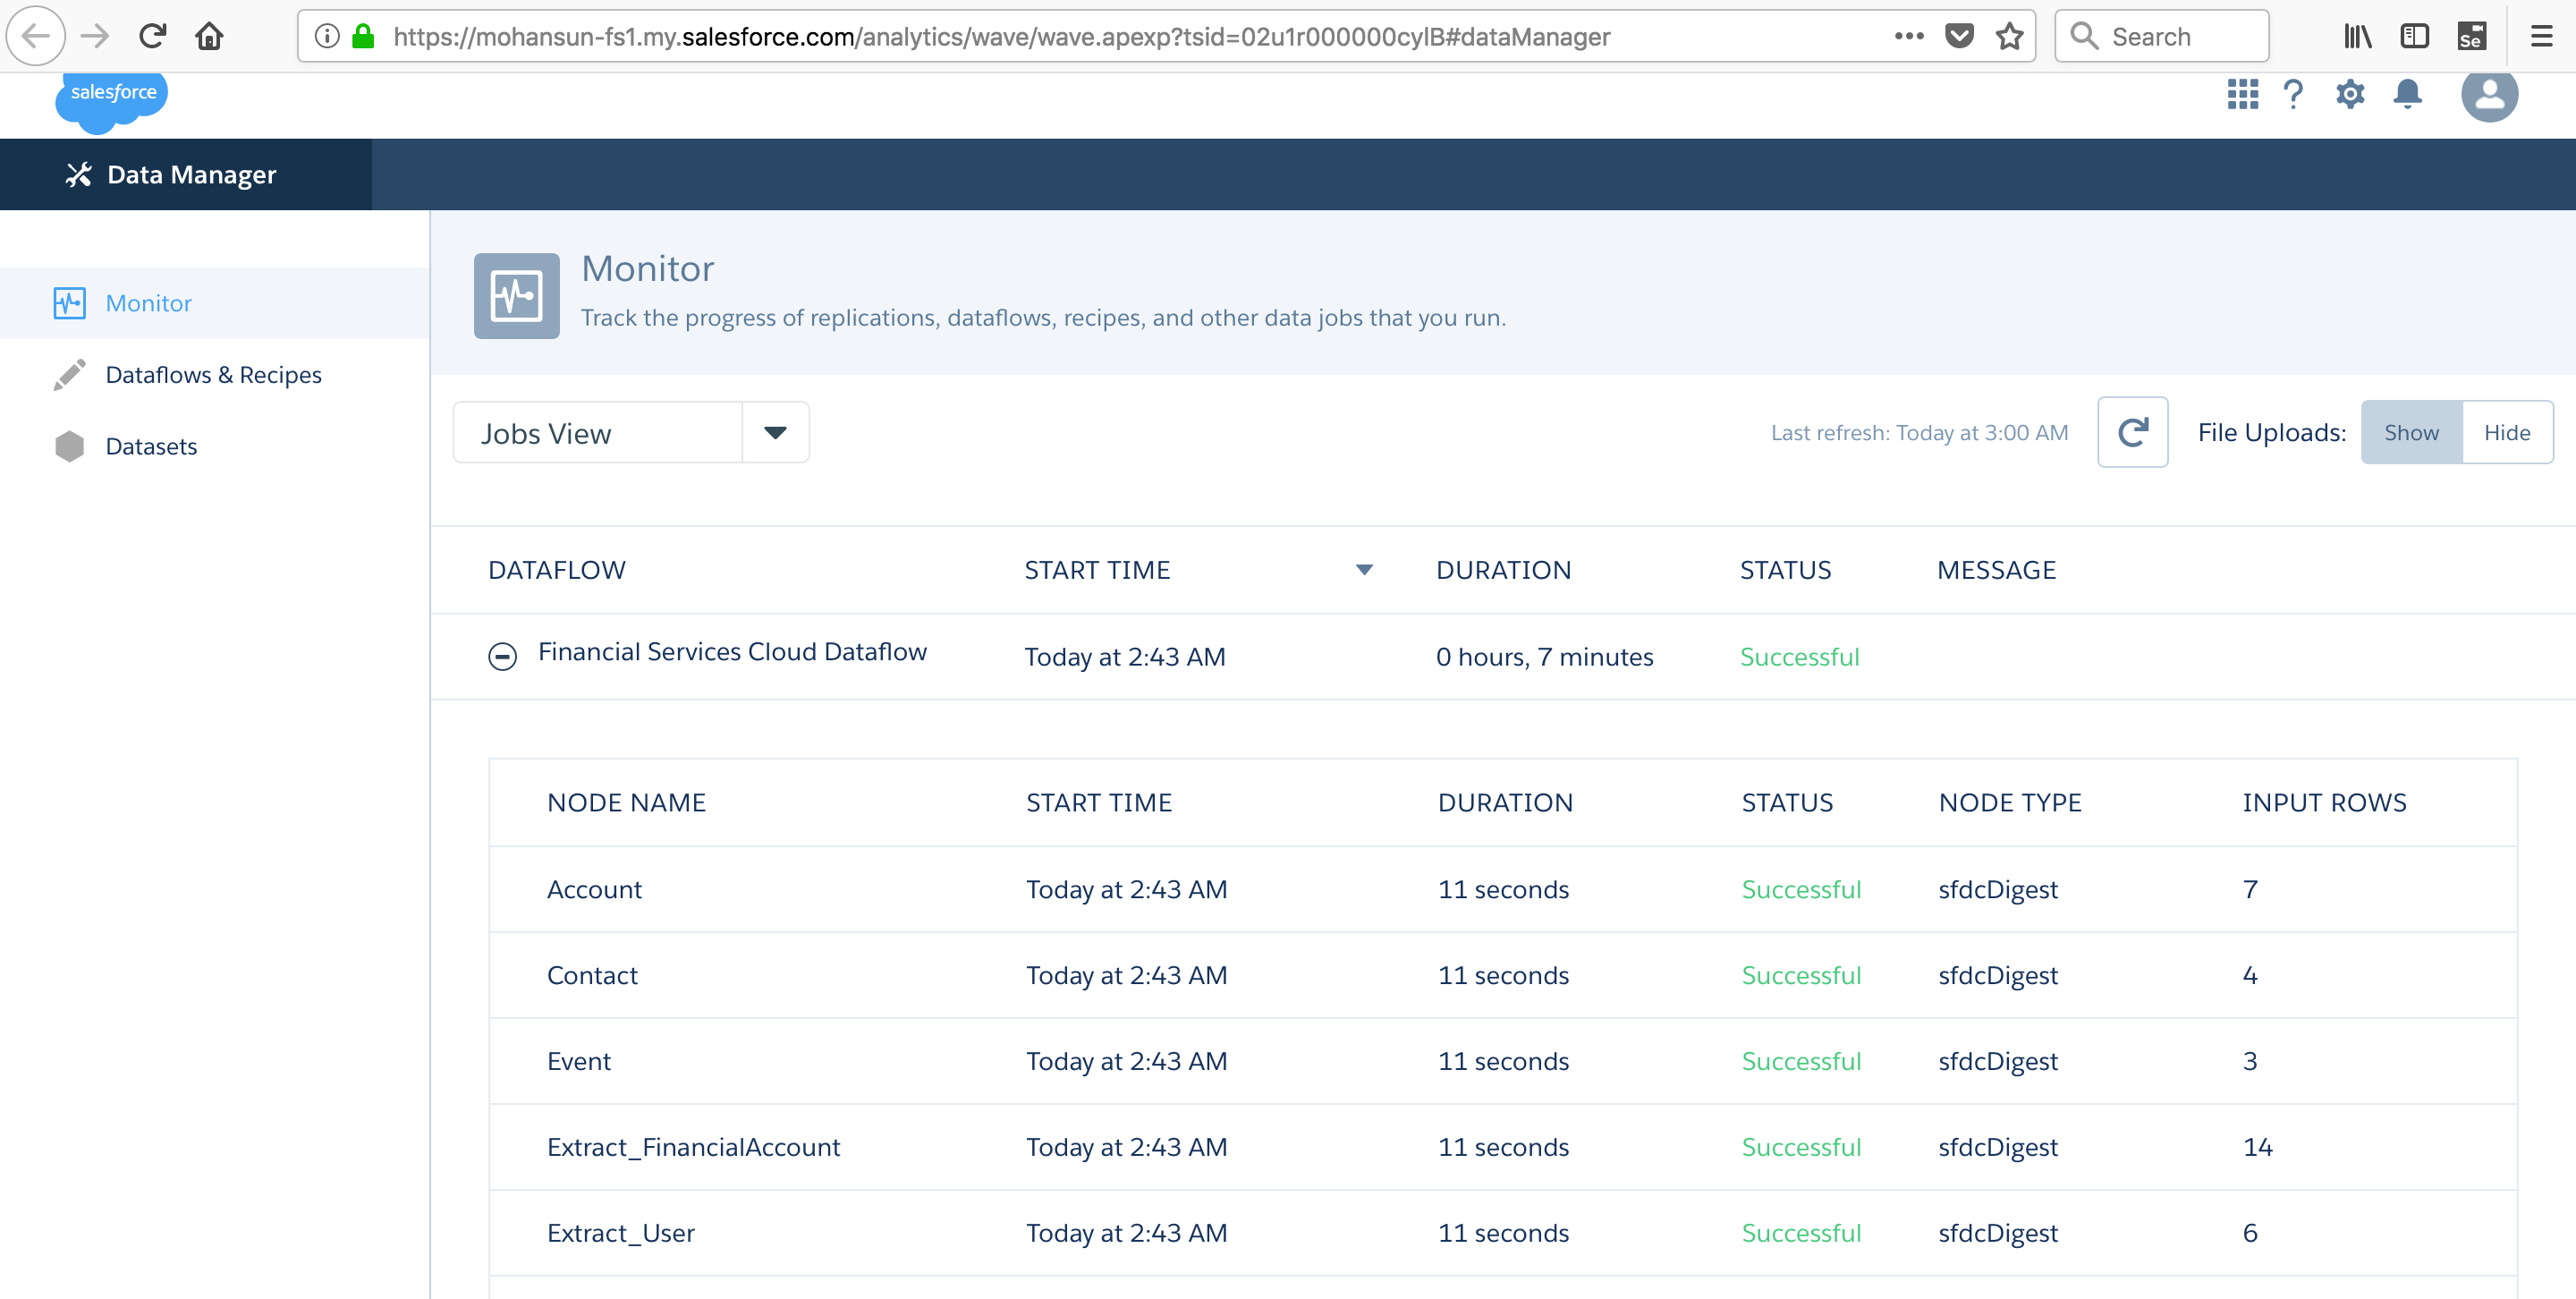 https://mohansun-fs1.my.salesforce.com/analytics/wave/wave.apexp?tsid=02u1r000000cylB#dataManager
Search
Se
salesforce
Data Manager
Monitor
Dataflows & Recipes
Datasets
Monitor
Track the progress of replications, dataflows, recipes, and other data jobs that you run.
Jobs View
Last refresh: Today at 3:00 AM
File Uploads: Show Hide
DATAFLOW START TIME DURATION STATUS MESSAGE
Financial Services Cloud Dataflow Today at 2:43 AM 0 hours, 7 minutes Successful
NODE NAME START TIME DURATION STATUS NODE TYPE INPUT ROWS
Account Today at 2:43 AM 11 seconds Successful sfdcDigest 7
Contact Today at 2:43 AM 11 seconds Successful sfdcDigest 4
Event Today at 2:43 AM 11 seconds Successful sfdcDigest 3
Extract_FinancialAccount Today at 2:43 AM 11 seconds Successful sfdcDigest 14
Extract_User Today at 2:43 AM 11 seconds Successful sfdcDigest 6